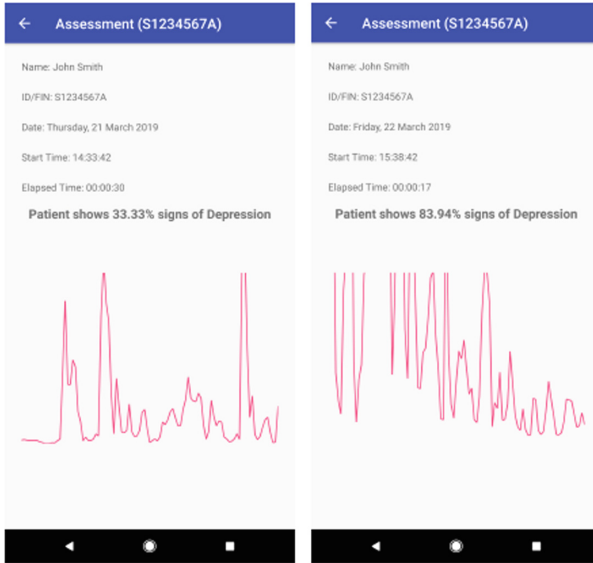 Assessment (S1234567A)
Name: John Smith
ID/FIN: S1234567A
Date: Thursday, 21 March 2019
Start Time: 14:33:42
Elapsed Time: 00:00:30
Patient shows 33.33% signs of Depression
Assessment (S1234567A)
Name: John Smith
ID/FIN: S1234567A
Date: Friday, 22 March 2019
Start Time: 15:38:42
Elapsed Time: 00:00:17
Patient shows 83.94% signs of Depression